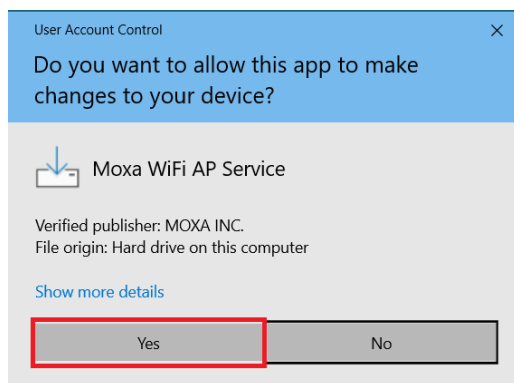 User Account Control
Do you want to allow this app to make
changes to your device?
Moxa WiFi AP Service
Verified publisher: MOXA INC.
File origin: Hard drive on this computer
Show more details
Yes
No